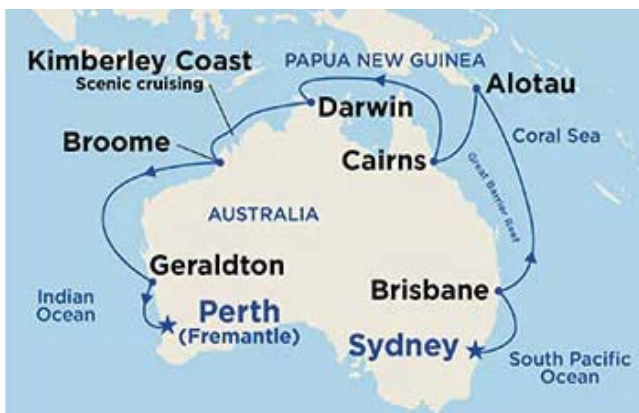 Kimberley Coast
Scenic cruising
PAPUA NEW GUINEA
Alotau
Darwin
Broome
Coral Sea
Cairns
Great Barrier Reef
AUSTRALIA
Geraldton
Indian
Ocean
Perth
(Fremantle)
Brisbane
Sydney
South Pacific
Ocean